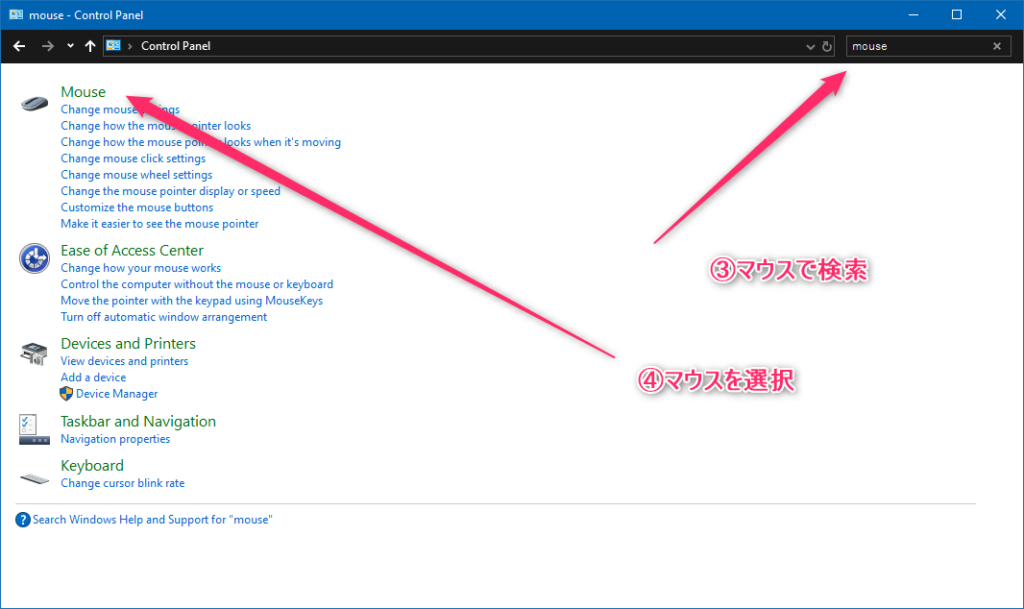 mouse - Control Panel
Control Panel
mouse
Mouse
Change mouse settings
Change how the mouse pointer looks
Change how the mouse pointer looks when it's moving
Change mouse click settings
Change mouse wheel settings
Change the mouse pointer display or speed
Customize the mouse buttons
Make it easier to see the mouse pointer
Ease of Access Center
Change how your mouse works
Control the computer without the mouse or keyboard
Move the pointer with the keypad using MouseKeys
Turn off automatic window arrangement
③マウスで検索
Devices and Printers
View devices and printers
Add a device
Device Manager
④マウスを選択
Taskbar and Navigation
Navigation properties
Keyboard
Change cursor blink rate
Search Windows Help and Support for "mouse"